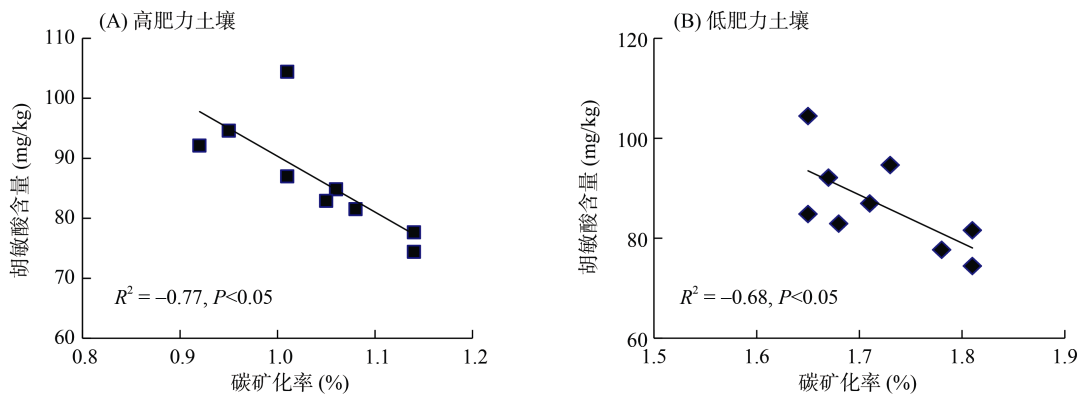 (A) 高肥力土壤
110
100
90
80
70
60
0.8
0.9
1.0
1.1
1.2
胡敏酸含量 (mg/kg)
R² = –0.77, P<0.05
碳矿化率 (%)
(B) 低肥力土壤
120
100
80
60
1.5
1.6
1.7
1.8
1.9
胡敏酸含量 (mg/kg)
R² = –0.68, P<0.05
碳矿化率 (%)